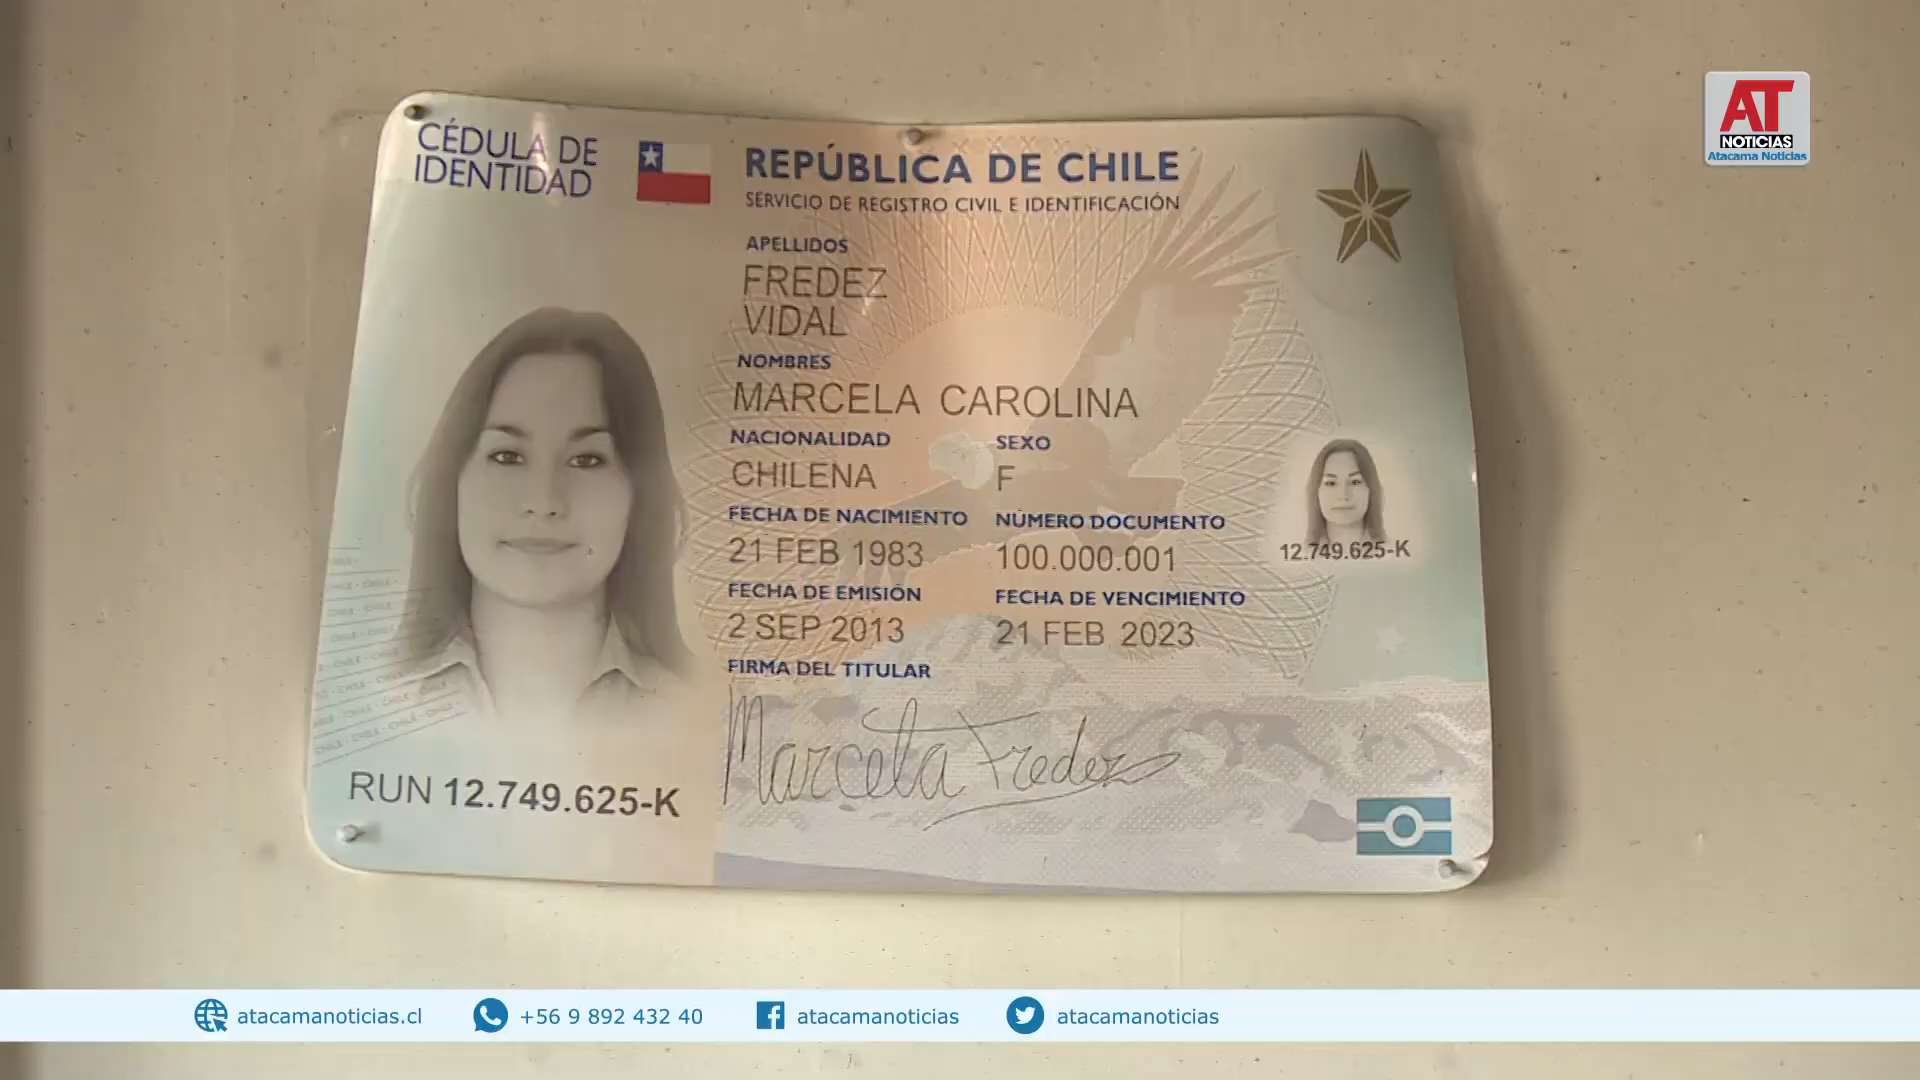 CÉDULA DE
IDENTIDAD
REPÚBLICA DE CHILE
SERVICIO DE REGISTRO CIVIL E IDENTIFICACIÓN
APELLIDOS
FREDEZ
VIDAL
NOMBRES
MARCELA CAROLINA
NACIONALIDAD SEXO
CHILENA F
FECHA DE NACIMIENTO NÚMERO DOCUMENTO
21 FEB 1983 100.000.001
12.749.625-K
FECHA DE EMISIÓN FECHA DE VENCIMIENTO
2 SEP 2013 21 FEB 2023
FIRMA DEL TITULAR
Marcela Fredez
RUN 12.749.625-K
AT
NOTICIAS
Atacama Noticias
atacamanoticias.cl +56 9 892 432 40 atacamanoticias atacamanoticias